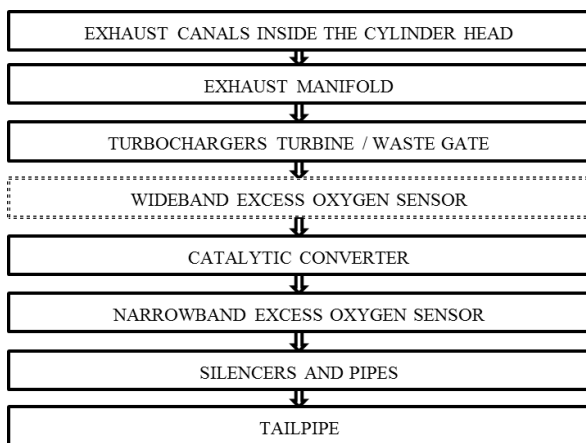 EXHAUST CANALS INSIDE THE CYLINDER HEAD
EXHAUST MANIFOLD
TURBOCHARGERS TURBINE / WASTE GATE
WIDEBAND EXCESS OXYGEN SENSOR
CATALYTIC CONVERTER
NARROWBAND EXCESS OXYGEN SENSOR
SILENCERS AND PIPES
TAILPIPE